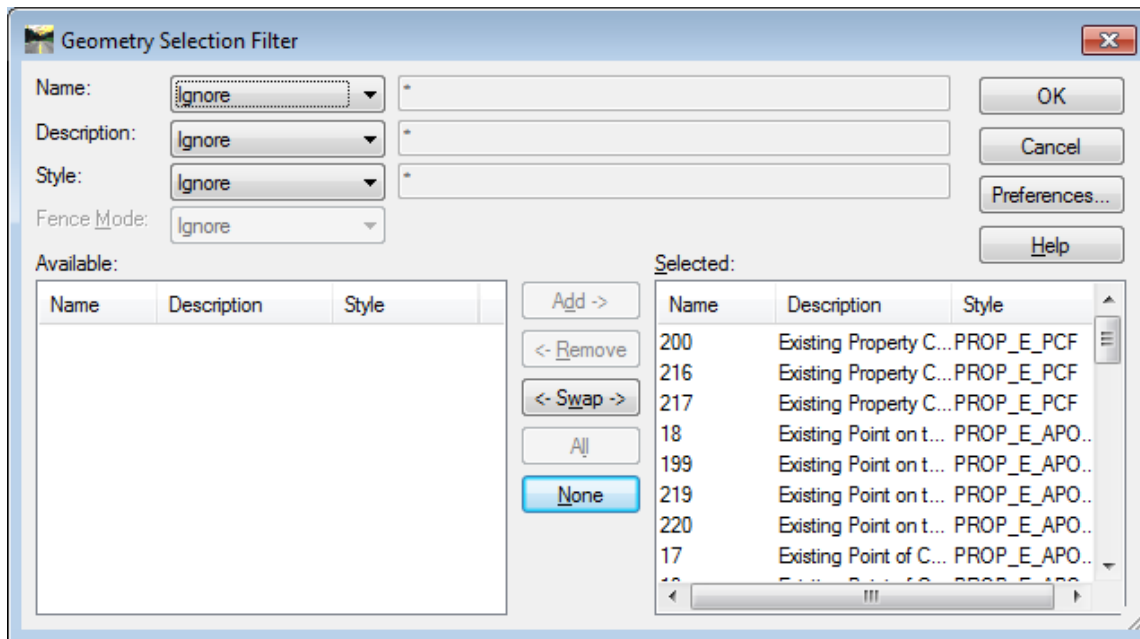 Geometry Selection Filter
Name: Ignore *
OK
Description: Ignore *
Cancel
Style: Ignore *
Preferences...
Fence Mode: Ignore
Help
Available:
Selected:
Name Description Style
Add ->
<- Remove
<- Swap ->
All
None
Name Description Style
200 Existing Property C... PROP_E_PCF
216 Existing Property C... PROP_E_PCF
217 Existing Property C... PROP_E_PCF
18 Existing Point on t... PROP_E_APO...
199 Existing Point on t... PROP_E_APO...
219 Existing Point on t... PROP_E_APO...
220 Existing Point on t... PROP_E_APO...
17 Existing Point of C... PROP_E_APO...